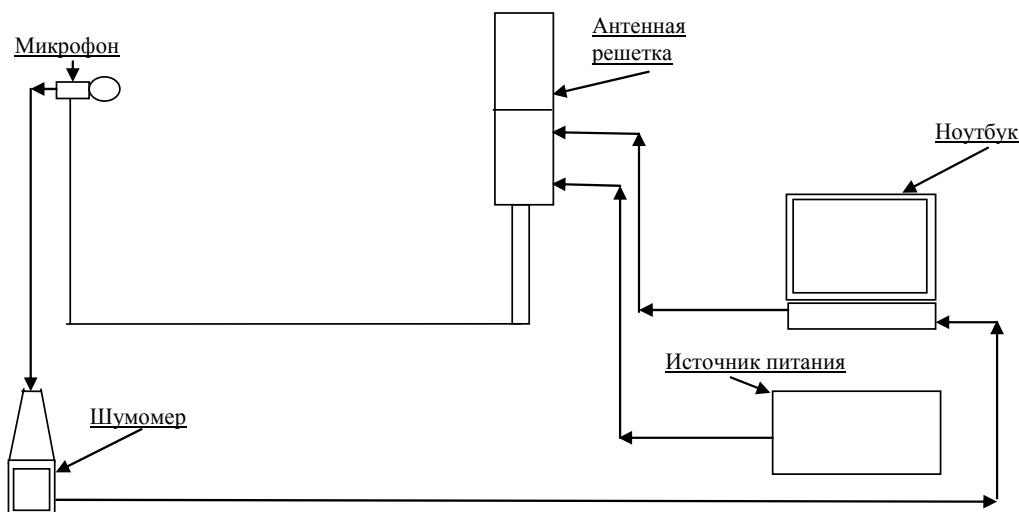 Микрофон
Антенная
решетка
Ноутбук
Источник питания
Шумомер